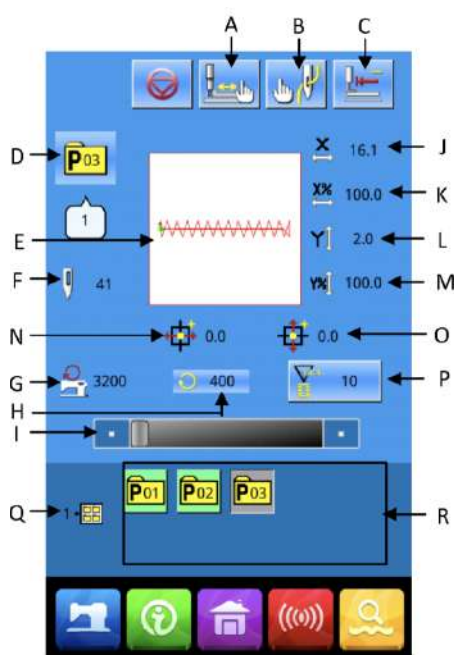 A B C
D P03 X 16.1 J
1 X% 100.0 K
E
Y 2.0 L
F 41 Y% 100.0 M
N 0.0 0.0 O
G 3200 400 10 P
H
I
P01 P02 P03
Q 1 R